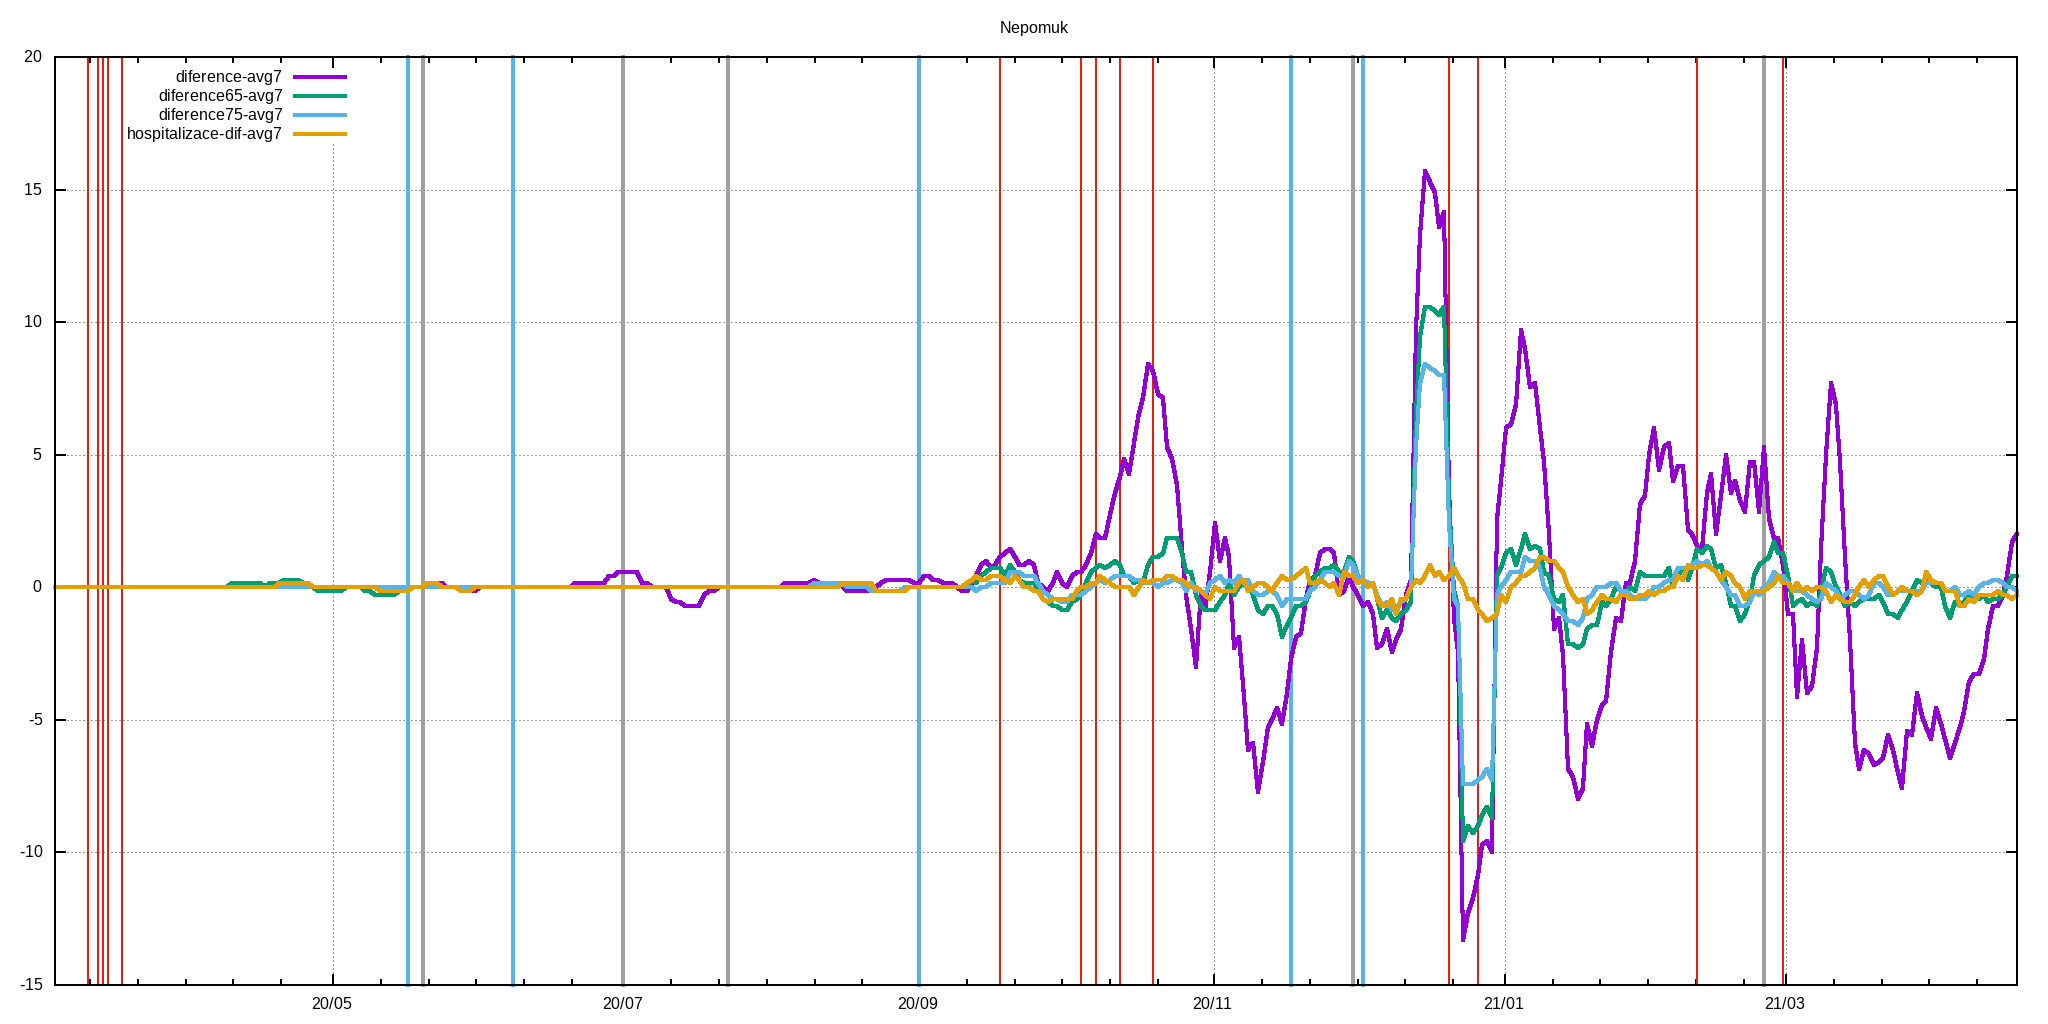 Nepomuk
20
15
10
5
0
-5
-10
-15
diference-avg7
diference65-avg7
diference75-avg7
hospitalizace-dif-avg7
20/05
20/07
20/09
20/11
21/01
21/03